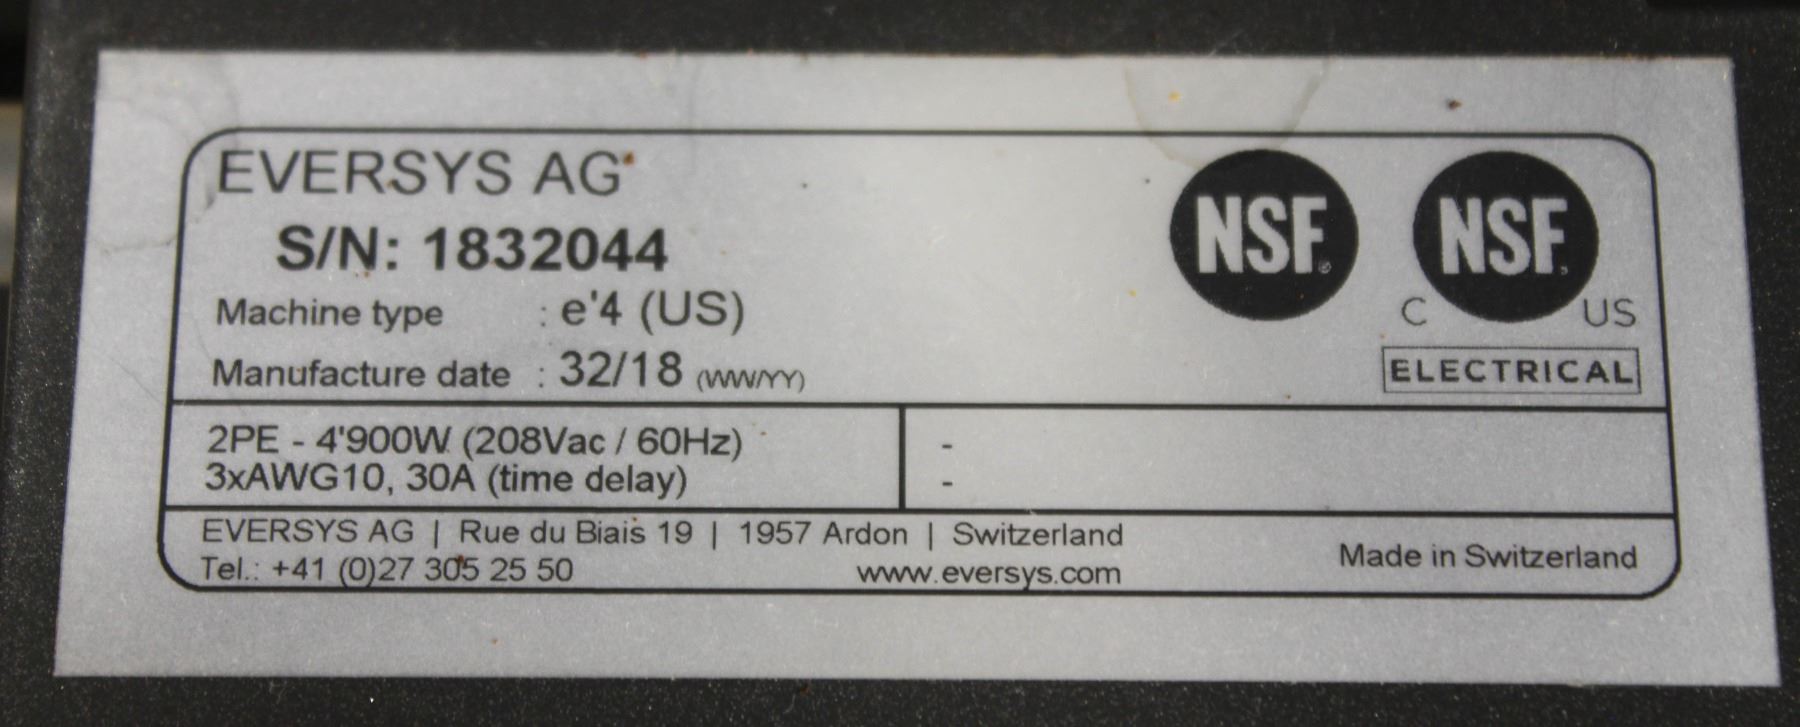 EVERSYS AG
S/N: 1832044
Machine type : e'4 (US)
Manufacture date : 32/18 (WW/YY)
NSF®
NSF
C US
ELECTRICAL
2PE - 4'900W (208Vac / 60Hz)
3xAWG10, 30A (time delay)
-
-
EVERSYS AG | Rue du Biais 19 | 1957 Ardon | Switzerland
Tel.: +41 (0)27 305 25 50
www.eversys.com
Made in Switzerland